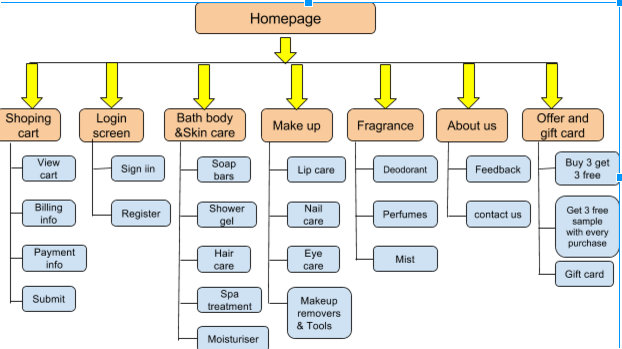 Homepage
Shoping
cart
Login
screen
Bath body
&Skin care
Make up
Fragrance
About us
Offer and
gift card
View
cart
Billing
info
Payment
info
Submit
Sign iin
Register
Soap
bars
Shower
gel
Hair
care
Spa
treatment
Moisturiser
Lip care
Nail
care
Eye
care
Makeup
removers
& Tools
Deodorant
Perfumes
Mist
Feedback
contact us
Buy 3 get
3 free
Get 3 free
sample
with every
purchase
Gift card